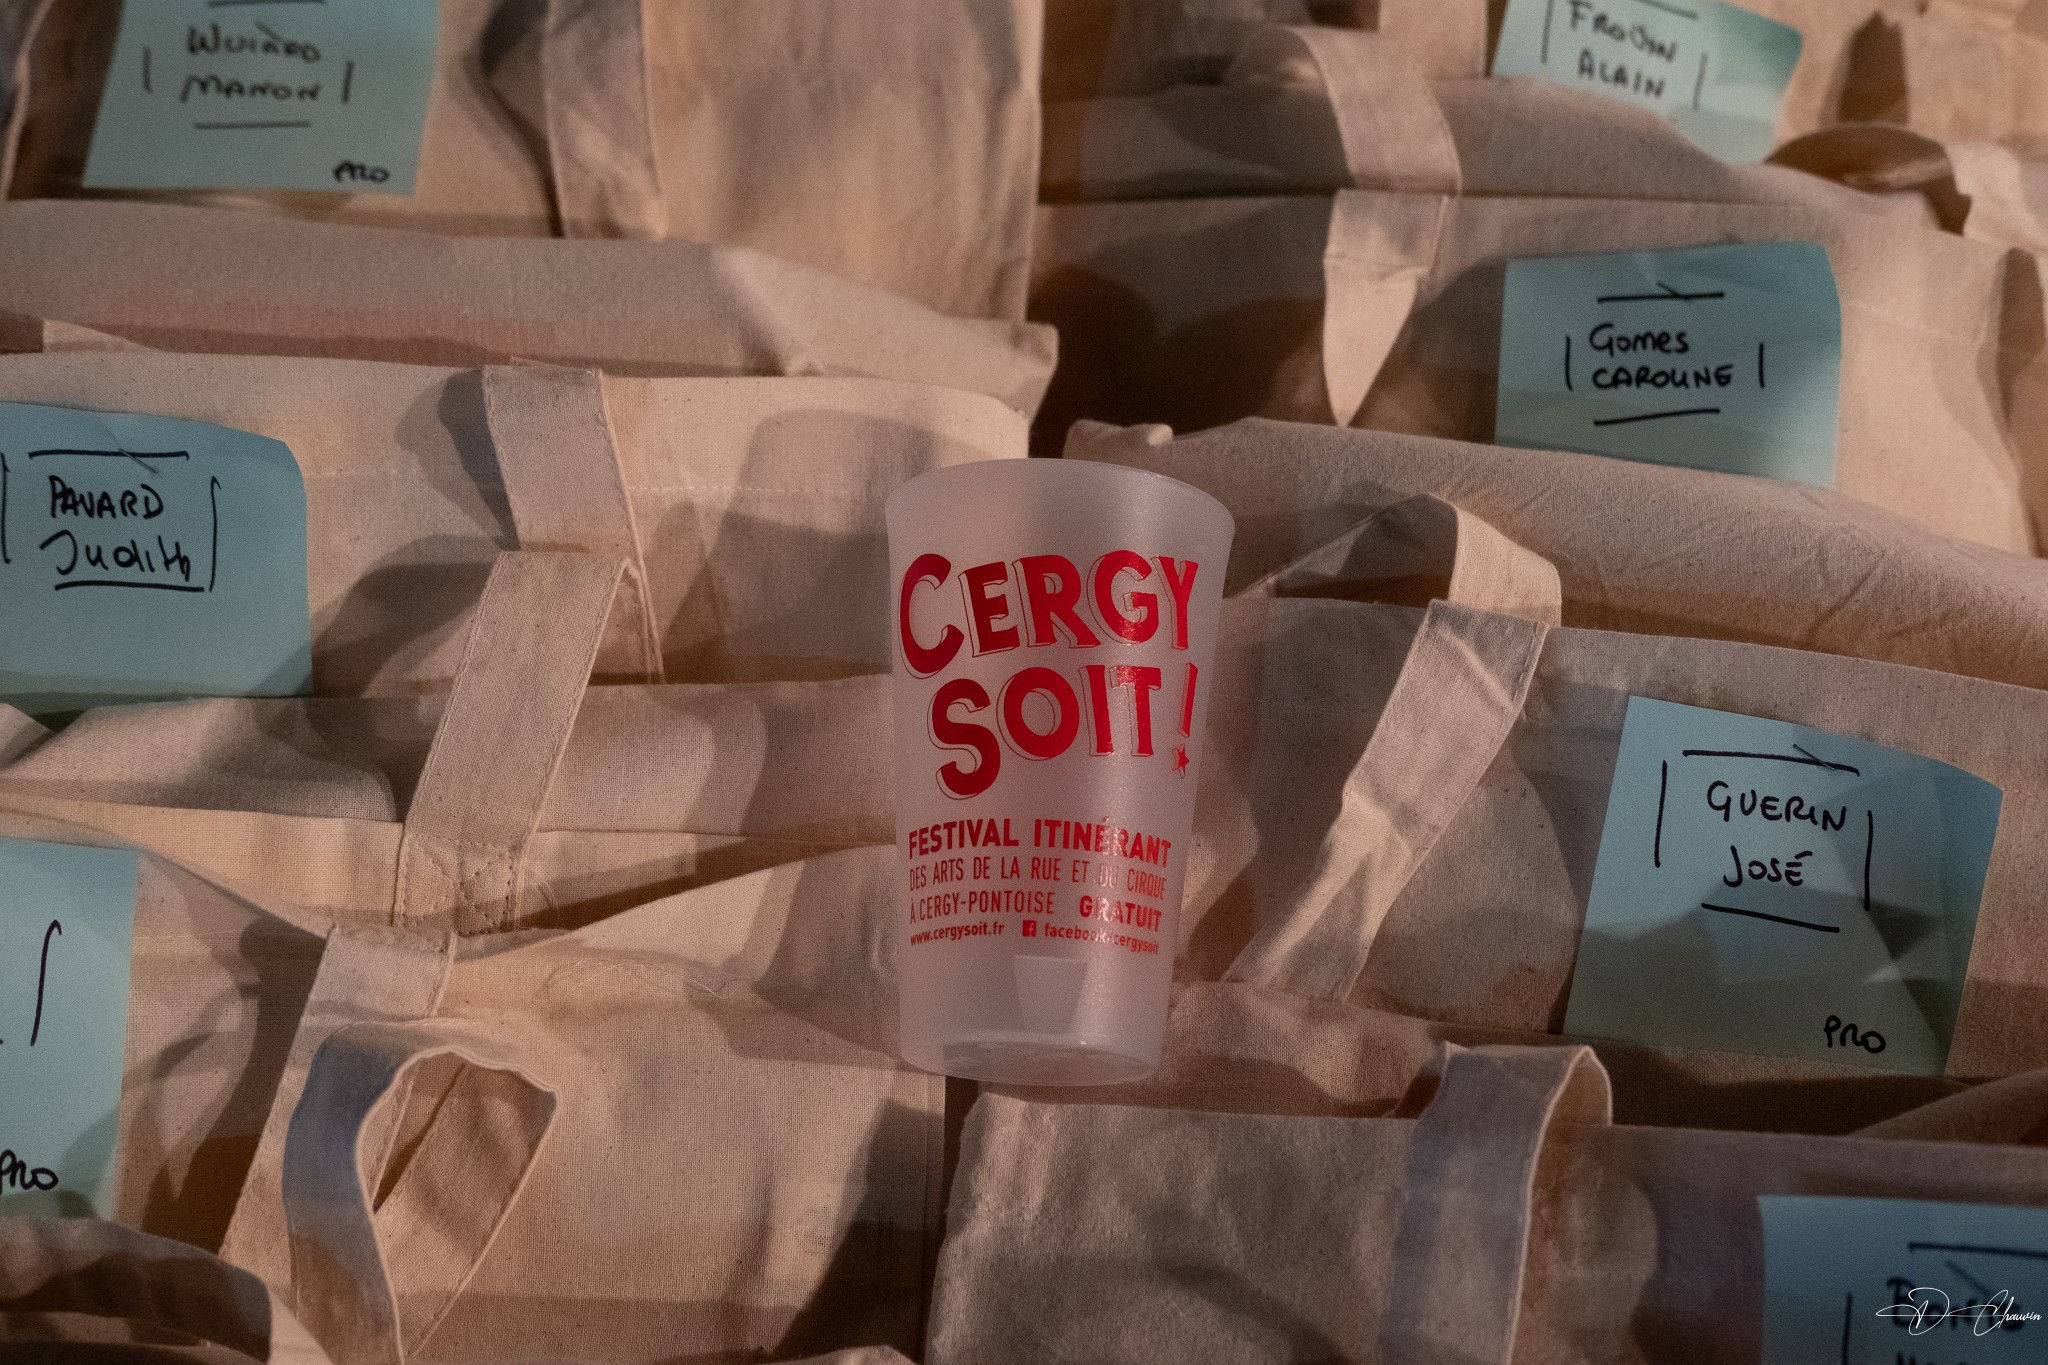 MANON
PRO
FROUIN
ALAIN
Gomes
CAROLINE
PAVARD
Judith
CERGY
SOIT!
FESTIVAL ITINÉRANT
DES ARTS DE LA RUE ET DU CIRQUE
À CERGY-PONTOISE GRATUIT
www.cergysoit.fr facebook/cergysoit
GUERIN
JOSÉ
PRO
PRO
D Chauvin